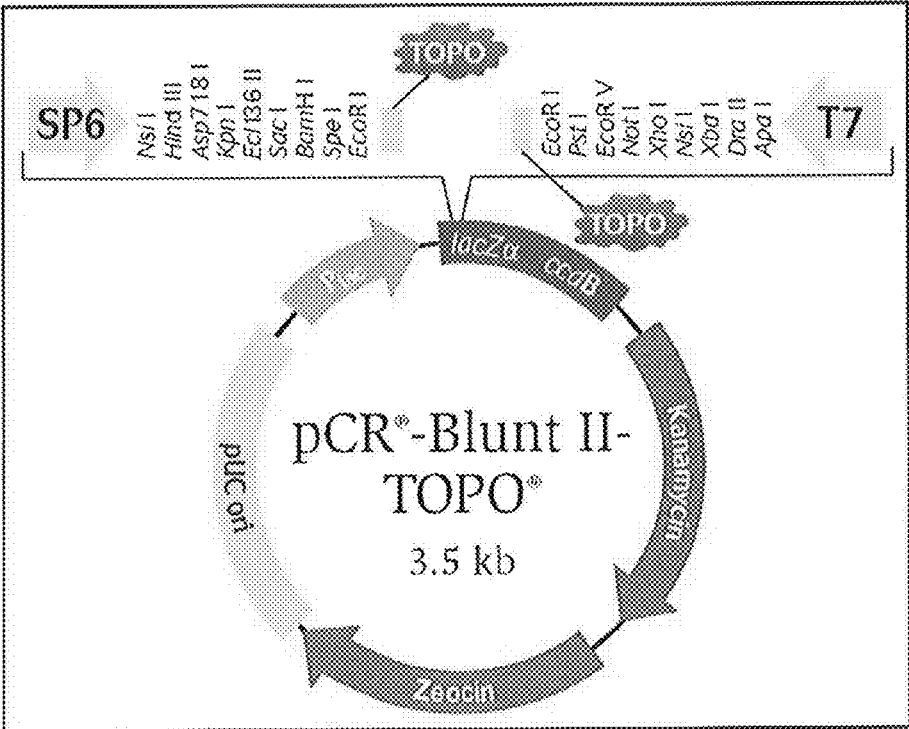 TOPO
SP6
Nsi I
Hind III
Asp718 I
Kpn I
Ecl136 II
Sac I
BamH I
Spe I
EcoR I
EcoR I
Pst I
EcoR V
Not I
Xho I
Nsi I
Xba I
Dra II
Apa I
T7
TOPO
Plac
lacZα ccdB
Kanamycin
pUC ori
Zeocin
pCR®-Blunt II-
TOPO®
3.5 kb